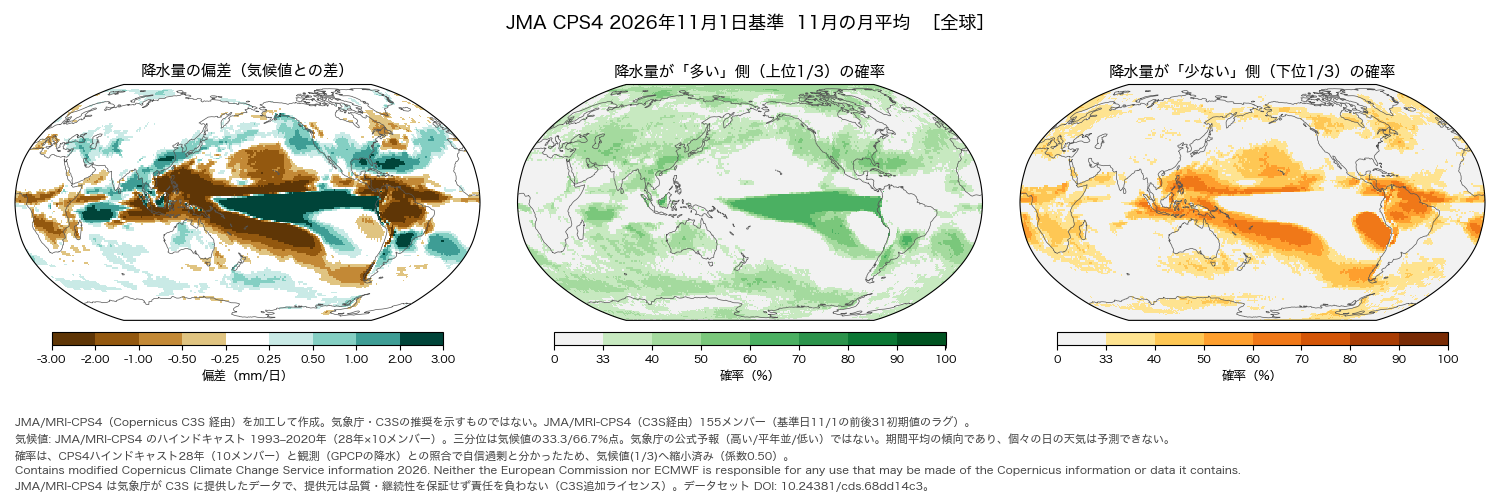 JMA CPS4 2026年11月1日基準  11月の月平均  ［全球］
降水量の偏差（気候値との差）
降水量が「多い」側（上位1/3）の確率
降水量が「少ない」側（下位1/3）の確率
-3.00 -2.00 -1.00 -0.50 -0.25 0.25 0.50 1.00 2.00 3.00
偏差（mm/日）
0 33 40 50 60 70 80 90 100
確率（%）
0 33 40 50 60 70 80 90 100
確率（%）
JMA/MRI-CPS4（Copernicus C3S 経由）を加工して作成。気象庁・C3Sの推奨を示すものではない。JMA/MRI-CPS4（C3S経由）155メンバー（基準日11/1の前後31初期値のラグ）。
気候値: JMA/MRI-CPS4 のハインドキャスト 1993–2020年（28年×10メンバー）。三分位は気候値の33.3/66.7%点。気象庁の公式予報（高い/平年並/低い）ではない。期間平均の傾向であり、個々の日の天気は予測できない。
確率は、CPS4ハインドキャスト28年（10メンバー）と観測（GPCPの降水）との照合で自信過剰と分かったため、気候値(1/3)へ縮小済み（係数0.50）。
Contains modified Copernicus Climate Change Service information 2026. Neither the European Commission nor ECMWF is responsible for any use that may be made of the Copernicus information or data it contains.
JMA/MRI-CPS4 は気象庁が C3S に提供したデータで、提供元は品質・継続性を保証せず責任を負わない（C3S追加ライセンス）。データセット DOI: 10.24381/cds.68dd14c3。